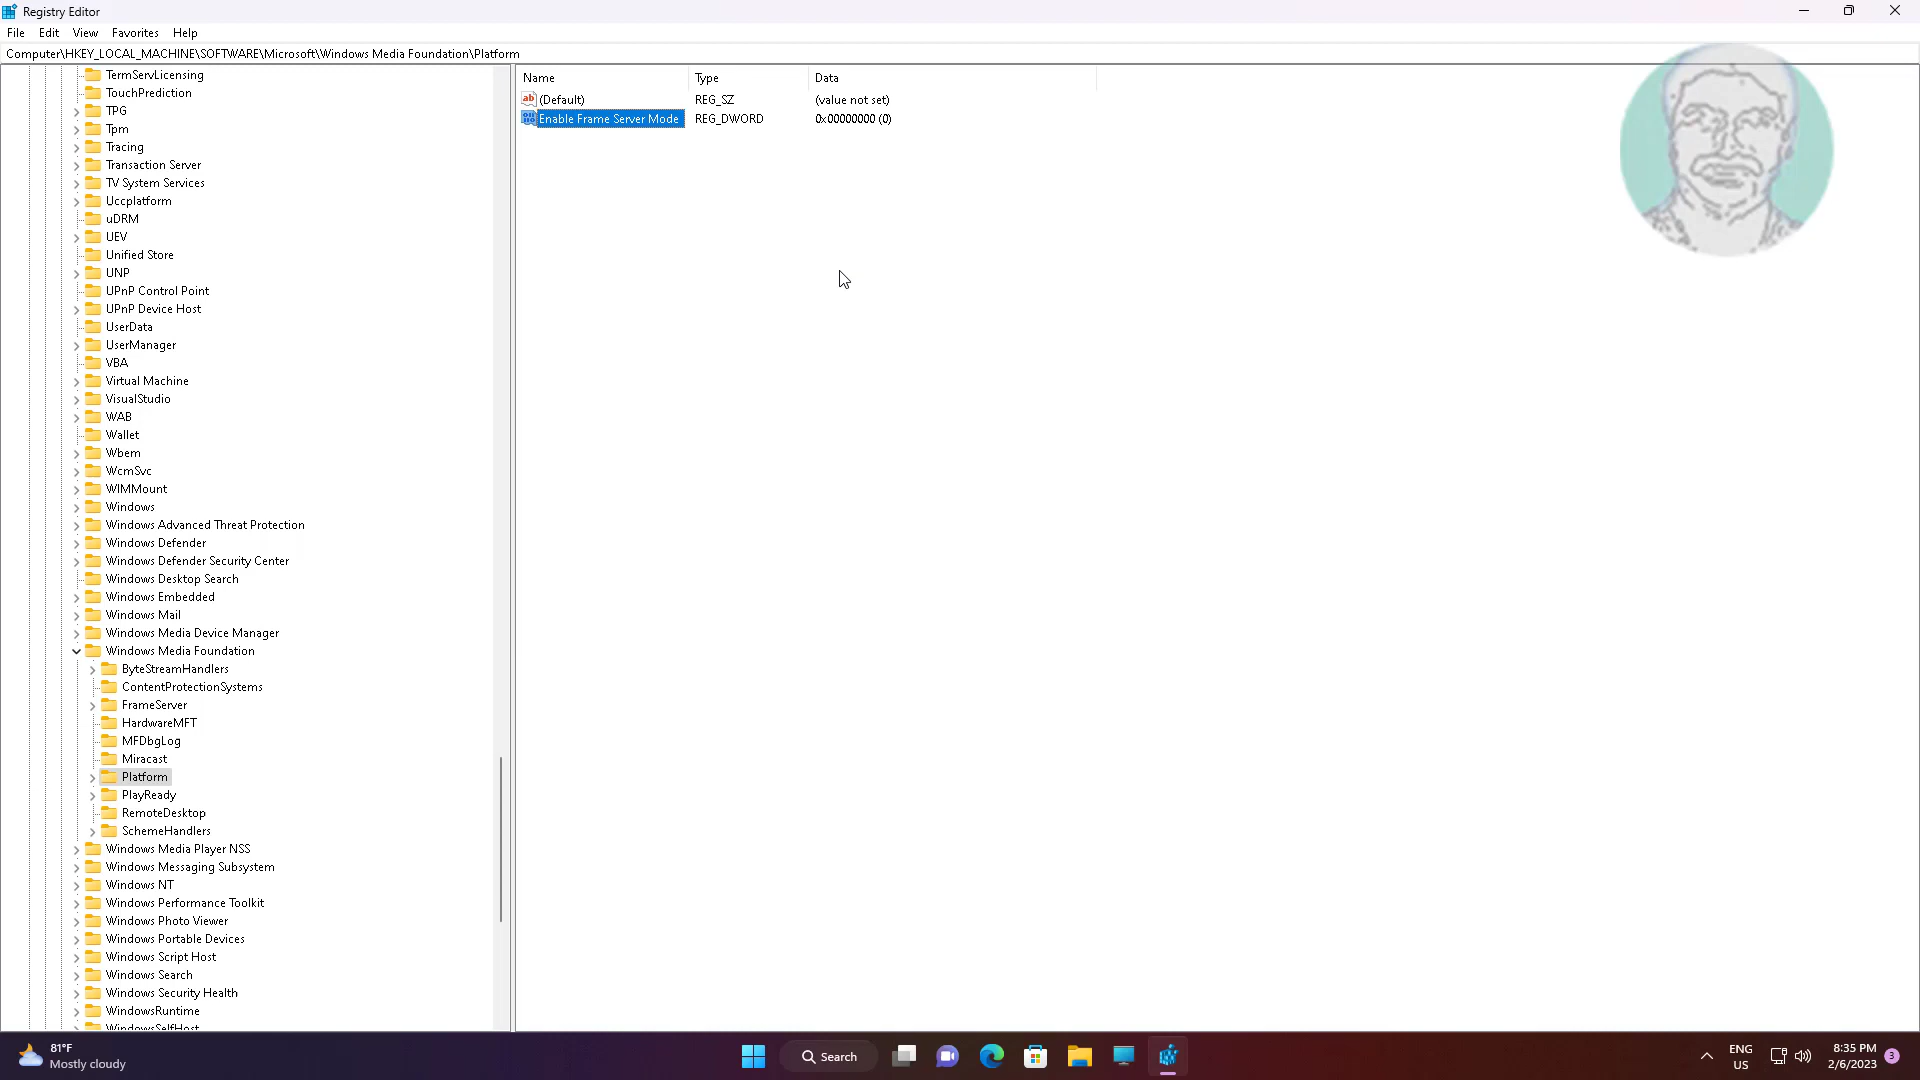 Registry Editor
File Edit View Favorites Help
Computer\HKEY_LOCAL_MACHINE\SOFTWARE\Microsoft\Windows Media Foundation\Platform
TermServLicensing
TouchPrediction
TPG
Tpm
Tracing
Transaction Server
TV System Services
Uccplatform
uDRM
UEV
Unified Store
UNP
UPnP Control Point
UPnP Device Host
UserData
UserManager
VBA
Virtual Machine
VisualStudio
WAB
Wallet
Wbem
WcmSvc
WIMMount
Windows
Windows Advanced Threat Protection
Windows Defender
Windows Defender Security Center
Windows Desktop Search
Windows Embedded
Windows Mail
Windows Media Device Manager
Windows Media Foundation
ByteStreamHandlers
ContentProtectionSystems
FrameServer
HardwareMFT
MFDbgLog
Miracast
Platform
PlayReady
RemoteDesktop
SchemeHandlers
Windows Media Player NSS
Windows Messaging Subsystem
Windows NT
Windows Performance Toolkit
Windows Photo Viewer
Windows Portable Devices
Windows Script Host
Windows Search
Windows Security Health
WindowsRuntime
WindowsSelfHost
Name Type Data
(Default) REG_SZ (value not set)
Enable Frame Server Mode REG_DWORD 0x00000000 (0)
81°F
Mostly cloudy
Search
ENG
US
8:35 PM
2/6/2023
3